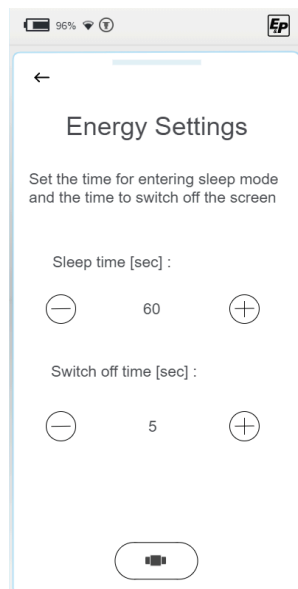 96%
EP
Energy Settings
Set the time for entering sleep mode
and the time to switch off the screen
Sleep time [sec] :
60
Switch off time [sec] :
5